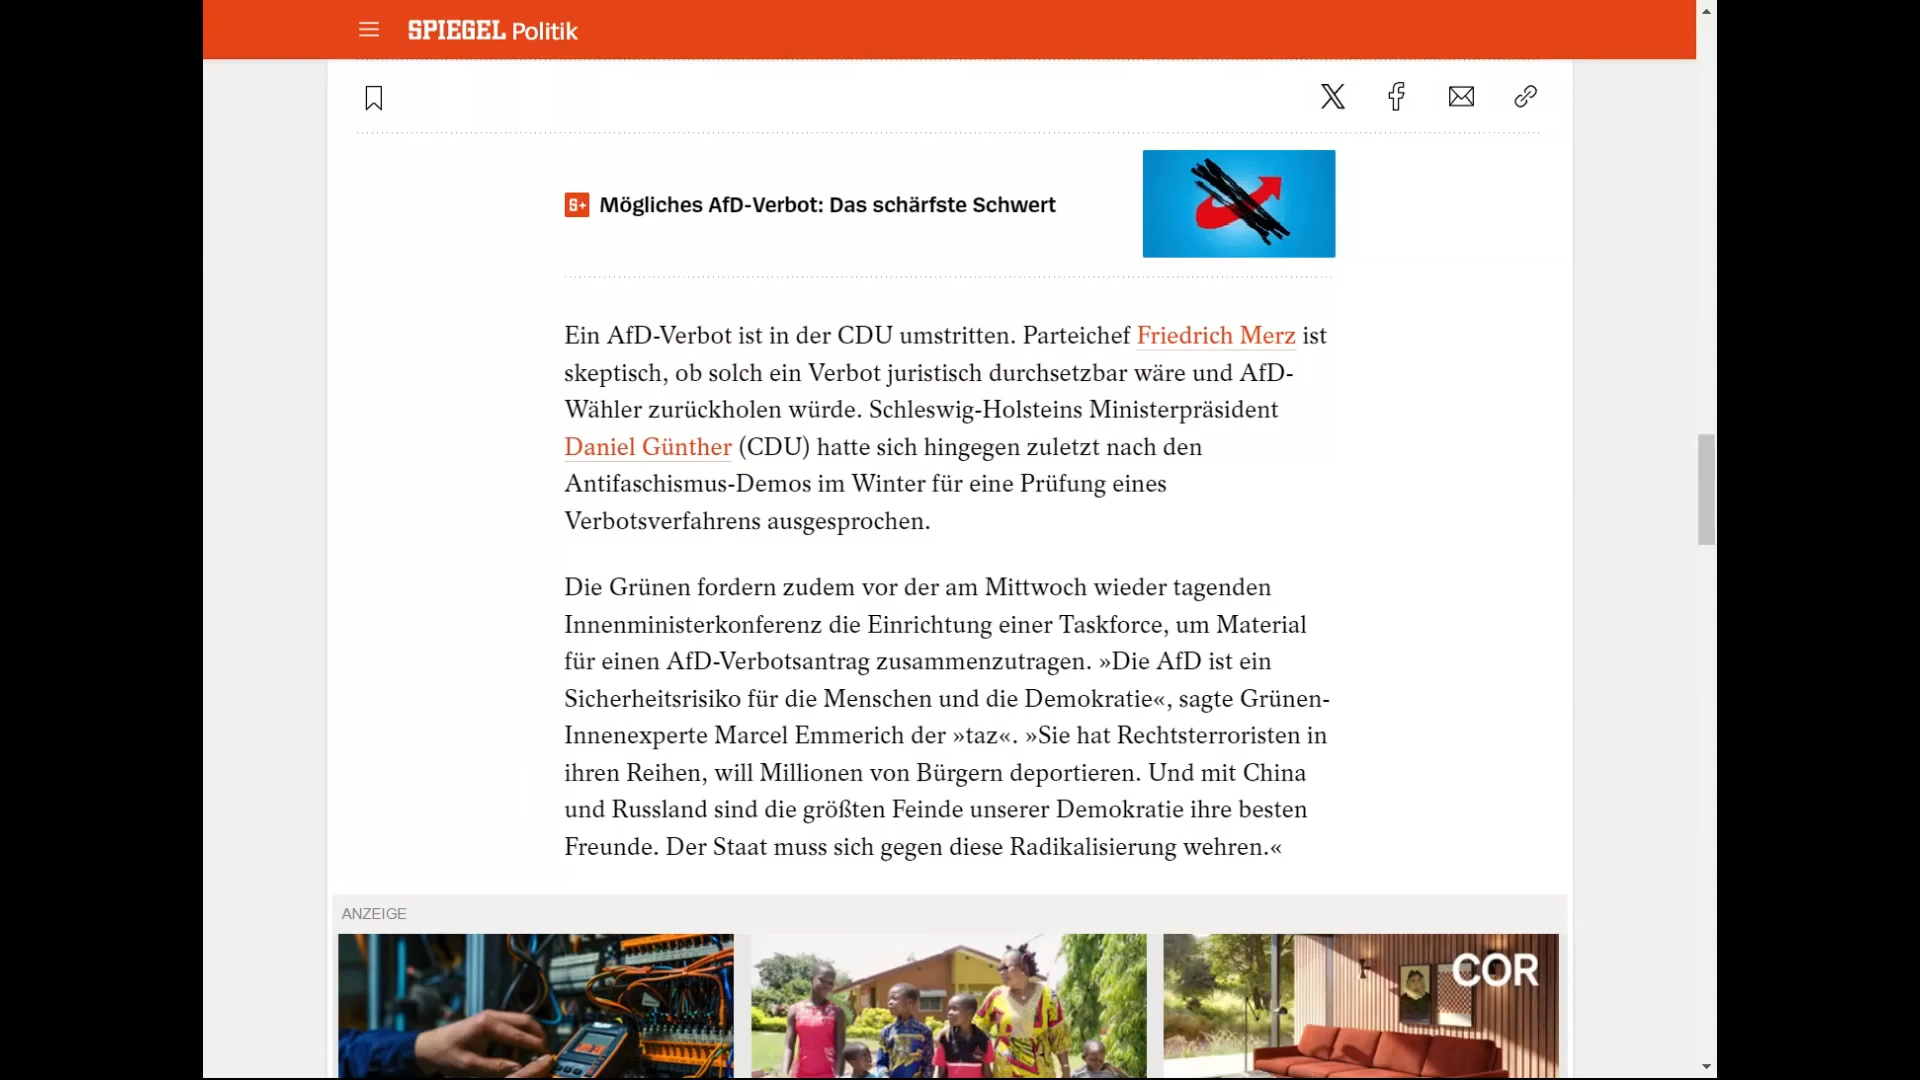 SPIEGEL Politik
S+ Mögliches AfD-Verbot: Das schärfste Schwert
Ein AfD-Verbot ist in der CDU umstritten. Parteichef Friedrich Merz ist
skeptisch, ob solch ein Verbot juristisch durchsetzbar wäre und AfD-
Wähler zurückholen würde. Schleswig-Holsteins Ministerpräsident
Daniel Günther (CDU) hatte sich hingegen zuletzt nach den
Antifaschismus-Demos im Winter für eine Prüfung eines
Verbotsverfahrens ausgesprochen.
Die Grünen fordern zudem vor der am Mittwoch wieder tagenden
Innenministerkonferenz die Einrichtung einer Taskforce, um Material
für einen AfD-Verbotsantrag zusammenzutragen. »Die AfD ist ein
Sicherheitsrisiko für die Menschen und die Demokratie«, sagte Grünen-
Innenexperte Marcel Emmerich der »taz«. »Sie hat Rechtsterroristen in
ihren Reihen, will Millionen von Bürgern deportieren. Und mit China
und Russland sind die größten Feinde unserer Demokratie ihre besten
Freunde. Der Staat muss sich gegen diese Radikalisierung wehren.«
ANZEIGE
COR